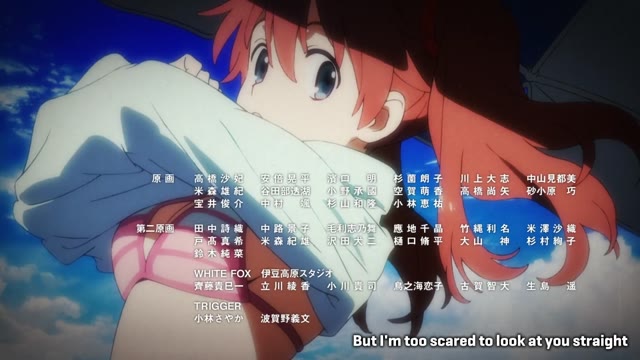 原画 高橋沙妃 安倍晃平 濱口 明 杉薗朗子 川上大志 中山見都美
米森雄紀 谷田部透湖 小野承國 空賀萌香 高橋尚矢 砂小原 巧
宝井俊介 中村 颯 杉山和隆 小林恵祐
第二原画 田中詩織 中路景子 毛利志乃舞 應地千晶 竹縄利名 米澤沙織
戸髙真希 米森紀雄 沢田大二 樋口脩平 大山 神 杉村絢子
鈴木純菜
WHITE FOX 伊豆高原スタジオ
齊藤貴巳一 立川綾香 小川貴司 鳥之海恋子 古賀智大 生島 遥
TRIGGER
小林さやか 波賀野義文
But I'm too scared to look at you straight